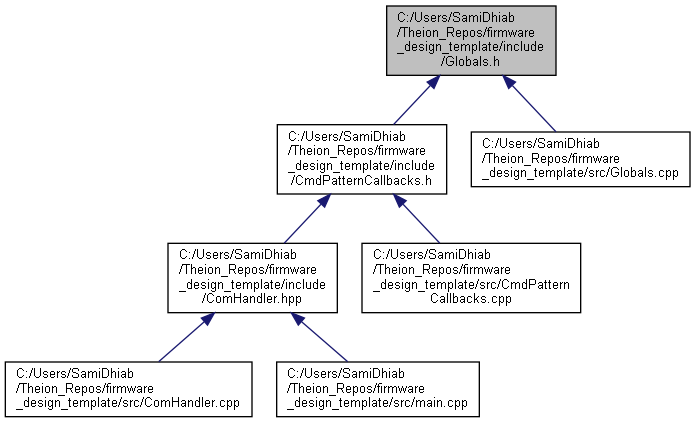 C:/Users/SamiDhiab
/Theion_Repos/firmware
_design_template/include
/Globals.h
C:/Users/SamiDhiab
/Theion_Repos/firmware
_design_template/include
/CmdPatternCallbacks.h
C:/Users/SamiDhiab
/Theion_Repos/firmware
_design_template/src/Globals.cpp
C:/Users/SamiDhiab
/Theion_Repos/firmware
_design_template/include
/ComHandler.hpp
C:/Users/SamiDhiab
/Theion_Repos/firmware
_design_template/src/CmdPattern
Callbacks.cpp
C:/Users/SamiDhiab
/Theion_Repos/firmware
_design_template/src/ComHandler.cpp
C:/Users/SamiDhiab
/Theion_Repos/firmware
_design_template/src/main.cpp